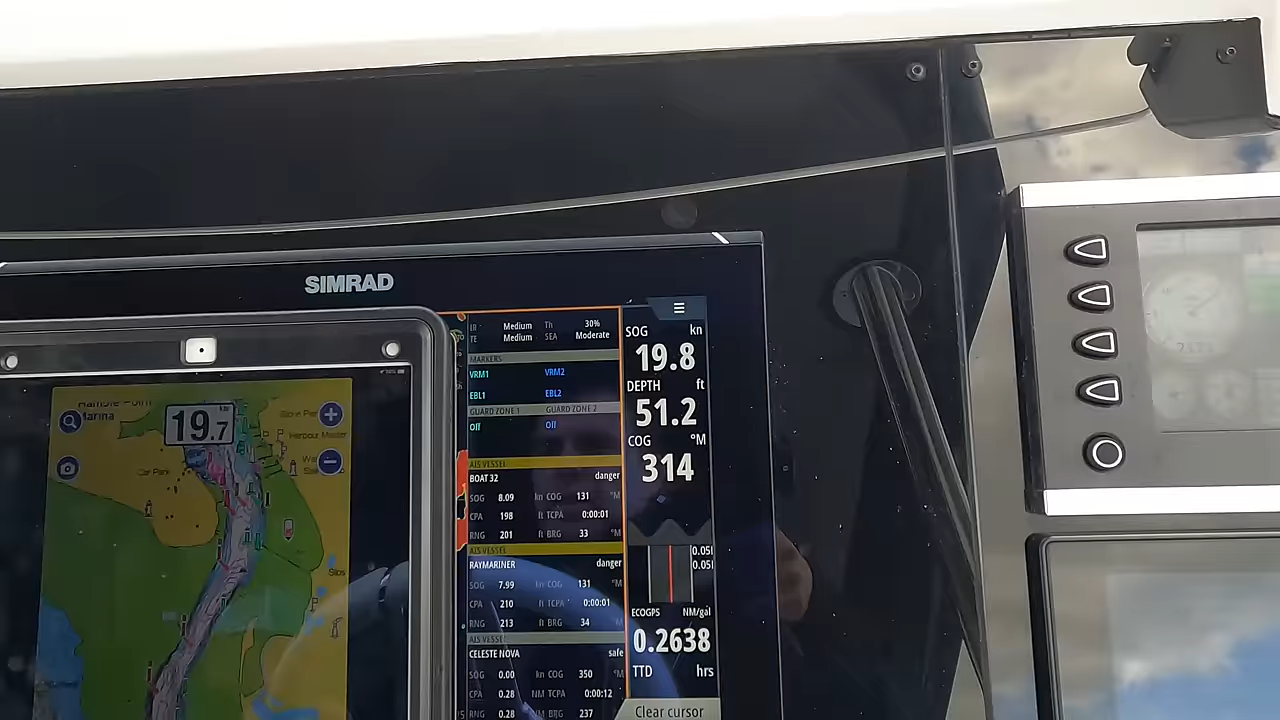 SIMRAD
Hamble Point
Marina
19.7
kn
Car Park
Harbour Master
Slips
Medium Th 30%
Medium SEA Moderate
MARKERS
VRM1 VRM2
EBL1 EBL2
GUARD ZONE 1 GUARD ZONE 2
Off Off
AIS VESSEL
BOAT 32 danger
SOG 8.09 kn COG 131 °M
CPA 198 ft TCPA 0:00:01
RNG 201 ft BRG 33 °M
AIS VESSEL
RAYMARINER danger
SOG 7.99 kn COG 131 °M
CPA 210 ft TCPA 0:00:01
RNG 213 ft BRG 34 °M
AIS VESSEL
CELESTE NOVA safe
SOG 0.00 kn COG 350 °M
CPA 0.28 NM TCPA 0:00:12
RNG 0.28 NM BRG 237
SOG kn
19.8
DEPTH ft
51.2
COG °M
314
ECOGPS NM/gal
0.2638
TTD hrs
Clear cursor